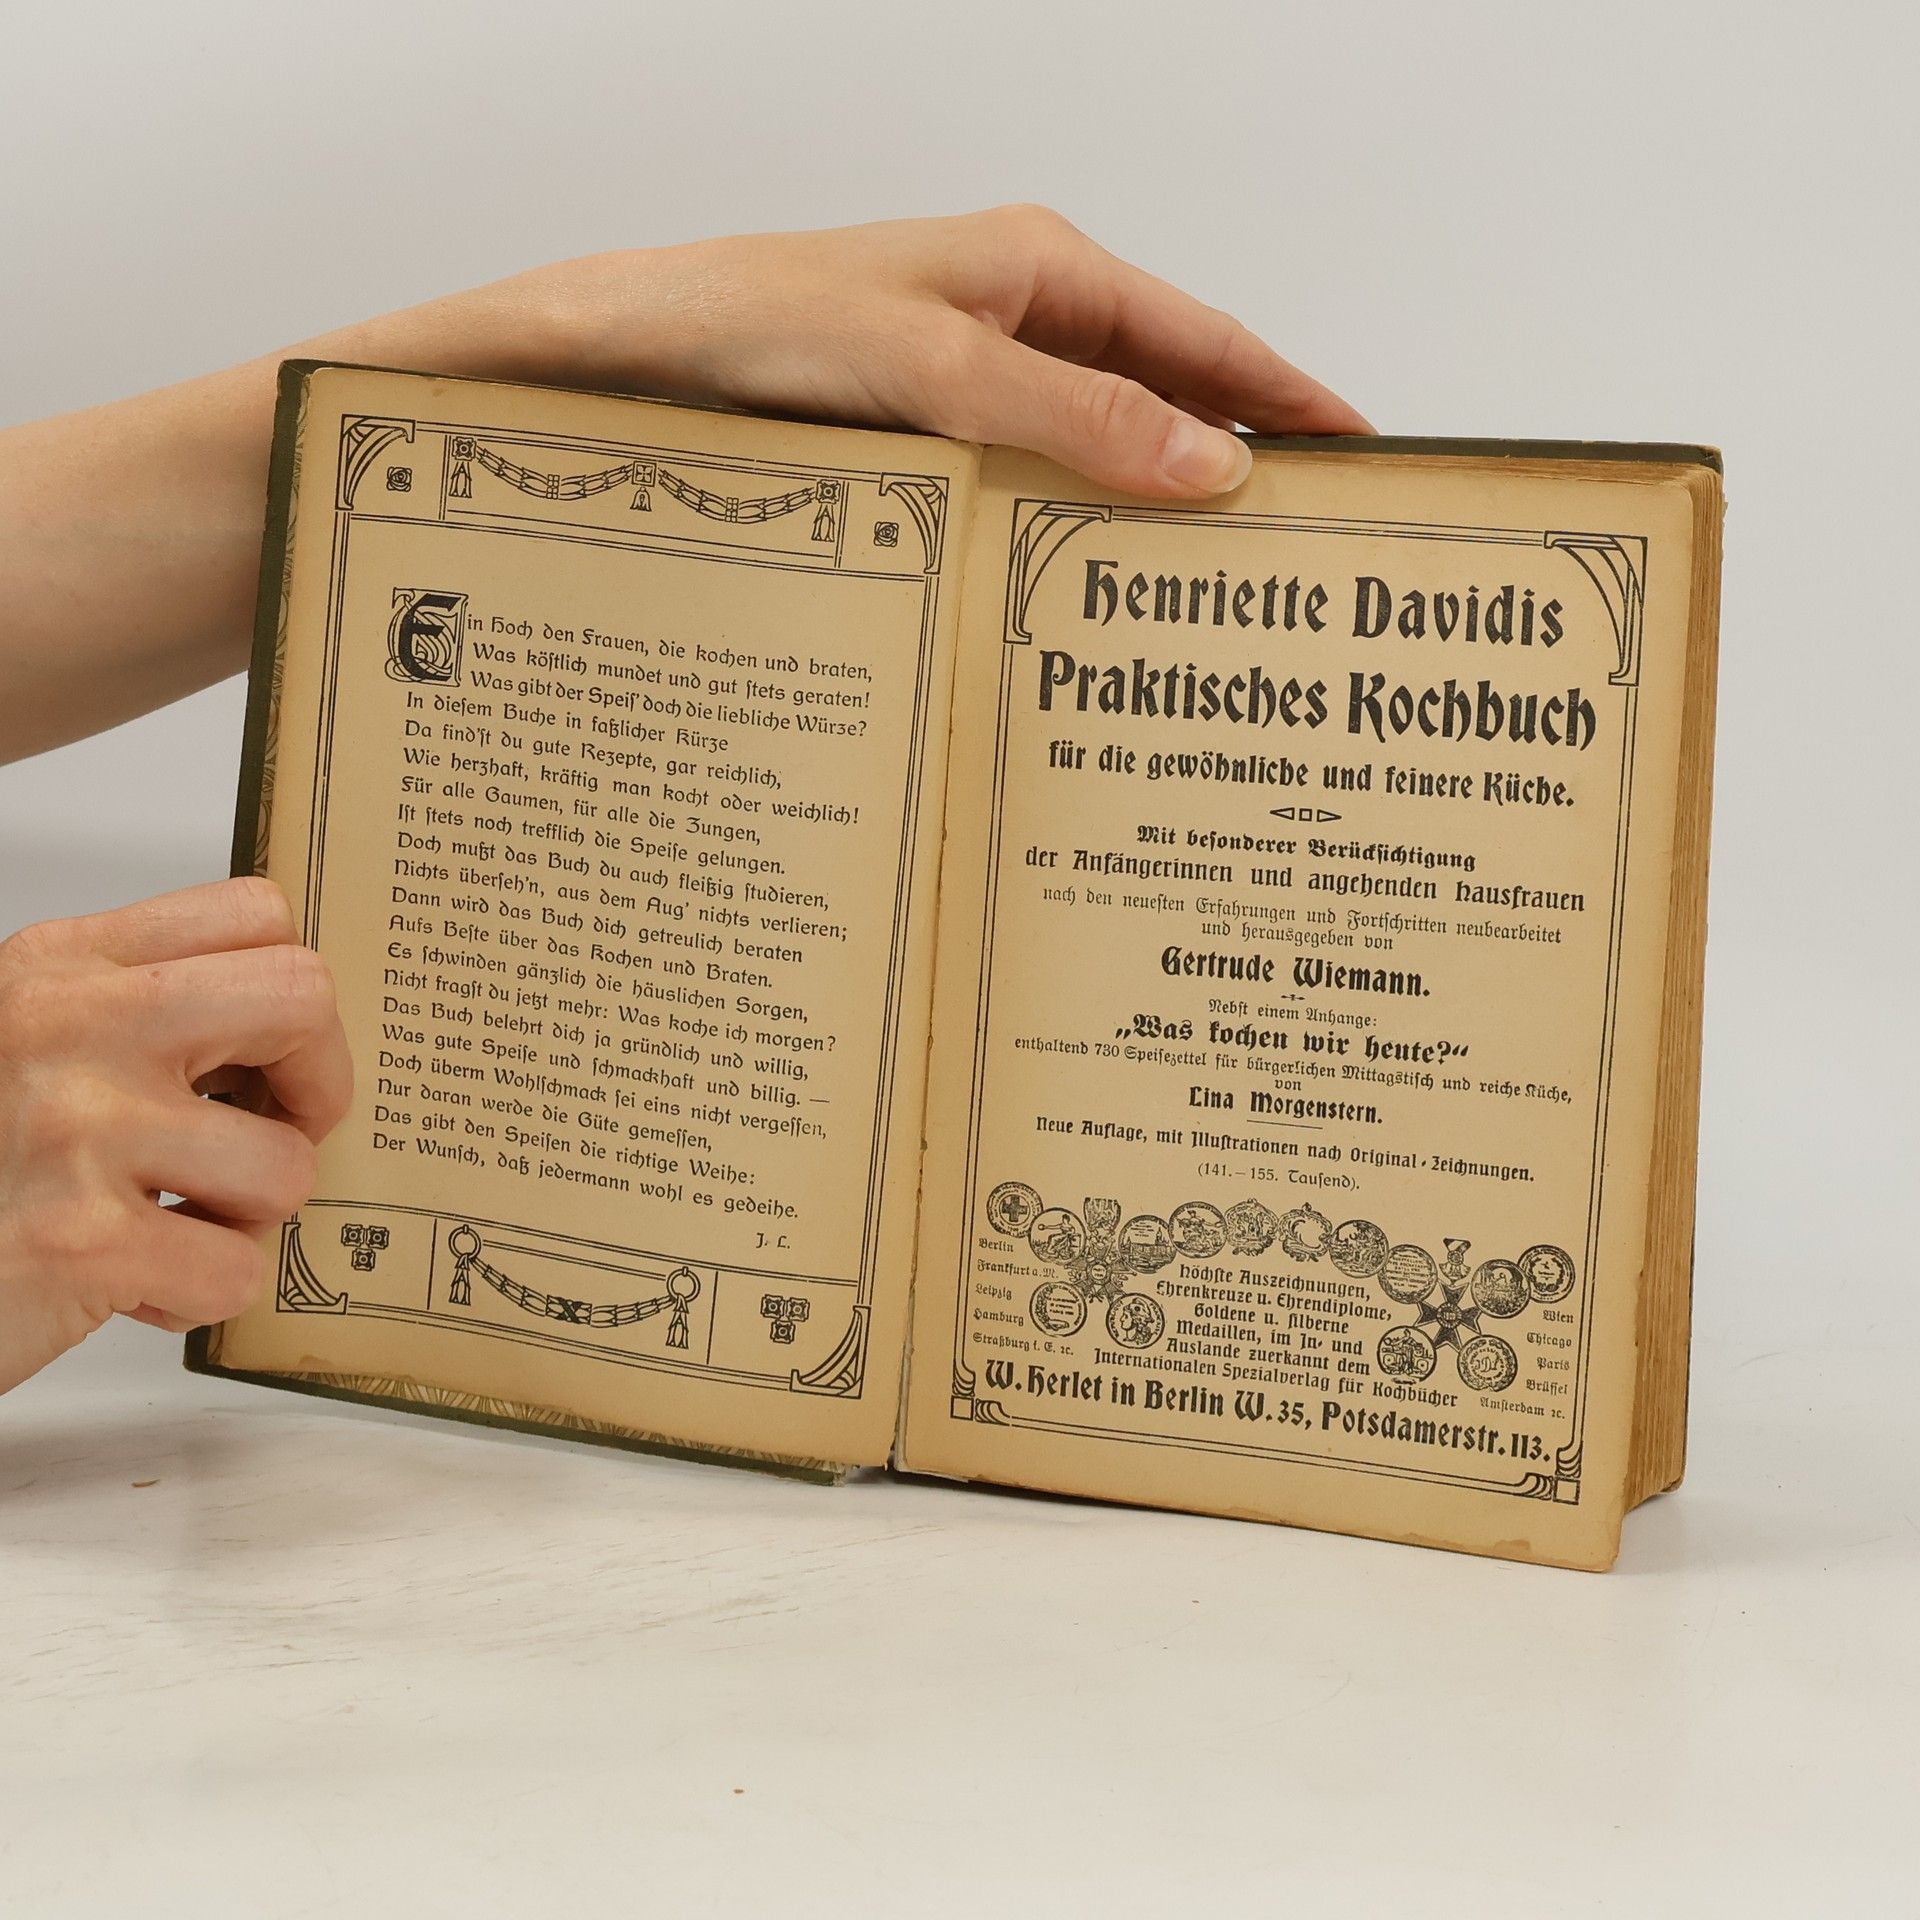 Ein Hoch den Frauen, die kochen und braten,
Was köſtlich mundet und gut ſtets geraten!
Was gibt der Speiſ' doch die liebliche Würze?
In dieſem Buche in faßlicher Kürze
Da find'ſt du gute Rezepte, gar reichlich,
Wie herzhaft, kräftig man kocht oder weichlich!
Für alle Gaumen, für alle die Zungen,
Iſt ſtets noch trefflich die Speiſe gelungen.
Doch mußt das Buch du auch fleißig ſtudieren,
Nichts überſeh'n, aus dem Aug' nichts verlieren;
Dann wird das Buch dich getreulich beraten
Aufs Beſte über das Kochen und Braten.
Es ſchwinden gänzlich die häuslichen Sorgen,
Nicht fragſt du jetzt mehr: Was koche ich morgen?
Das Buch belehrt dich ja gründlich und willig,
Was gute Speiſe und ſchmackhaft und billig. —
Doch überm Wohlſchmack ſei eins nicht vergeſſen,
Nur daran werde die Güte gemeſſen,
Das gibt den Speiſen die richtige Weihe:
Der Wunſch, daß jedermann wohl es gedeihe.
J. L.
Henriette Davidis
Praktisches Kochbuch
für die gewöhnliche und feinere Küche.
Mit beſonderer Berückſichtigung
der Anfängerinnen und angehenden Hausfrauen
nach den neueſten Erfahrungen und Fortſchritten neubearbeitet
und herausgegeben von
Gertrude Wiemann.
Nebſt einem Anhange:
„Was kochen wir heute?“
enthaltend 730 Speiſezettel für bürgerlichen Mittagstiſch und reiche Küche,
von
Lina Morgenstern.
Neue Auflage, mit Illuſtrationen nach Original-Zeichnungen.
(141.—155. Tauſend).
Berlin
Frankfurt a. M.
Leipzig
Hamburg
Straßburg i. E. ꝛc.
Höchſte Auszeichnungen,
Ehrenkreuze u. Ehrendiplome,
Goldene u. ſilberne
Medaillen, im In- und
Auslande zuerkannt dem
Internationalen Spezialverlag für Kochbücher
Wien
Chicago
Paris
Brüſſel
Amſterdam ꝛc.
W. Herlet in Berlin W. 35, Potsdamerstr. 113.